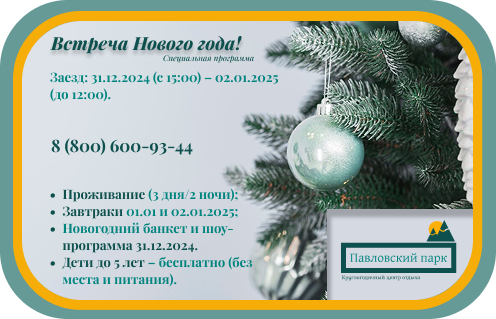 Встреча Нового года!
Специальная программа
Заезд: 31.12.2024 (с 15:00) – 02.01.2025
(до 12:00).
8 (800) 600-93-44
• Проживание (3 дня/2 ночи);
• Завтраки 01.01 и 02.01.2025;
• Новогодний банкет и шоу-
программа 31.12.2024.
• Дети до 5 лет – бесплатно (без
места и питания).
Павловский парк
Круглогодичный центр отдыха